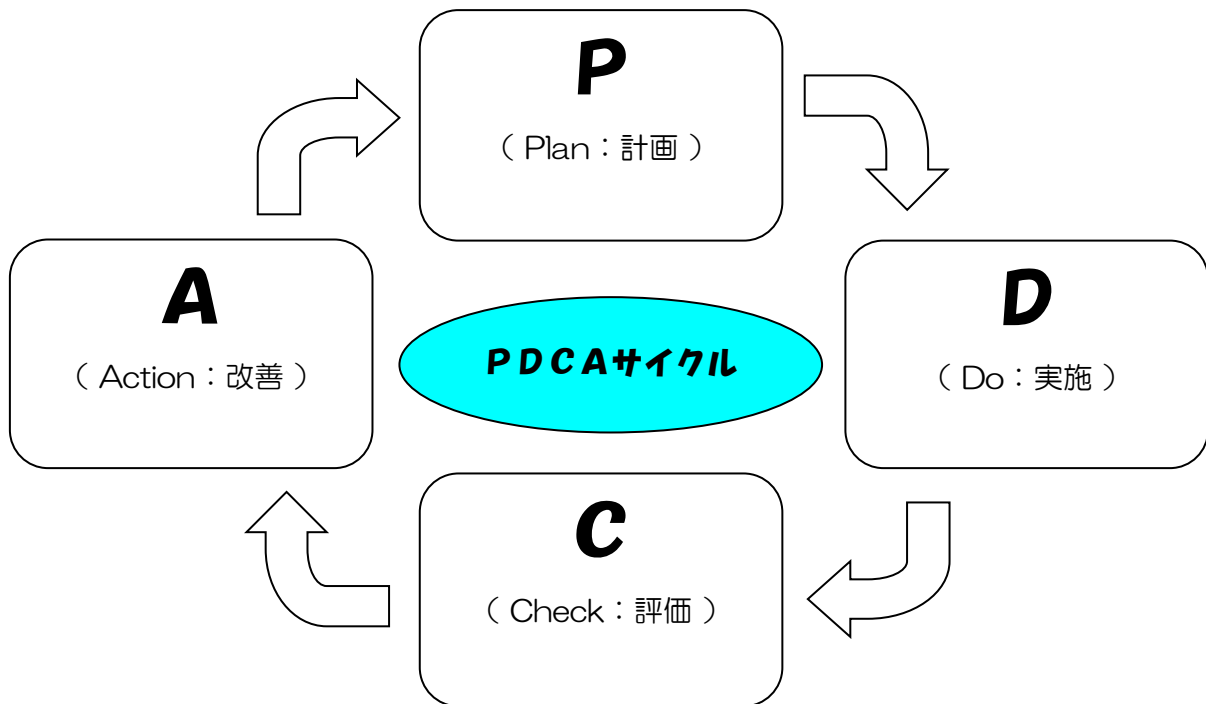 P
（ Plan：計画 ）
A
（ Action：改善 ）
PDCAサイクル
D
（ Do：実施 ）
C
（ Check：評価 ）